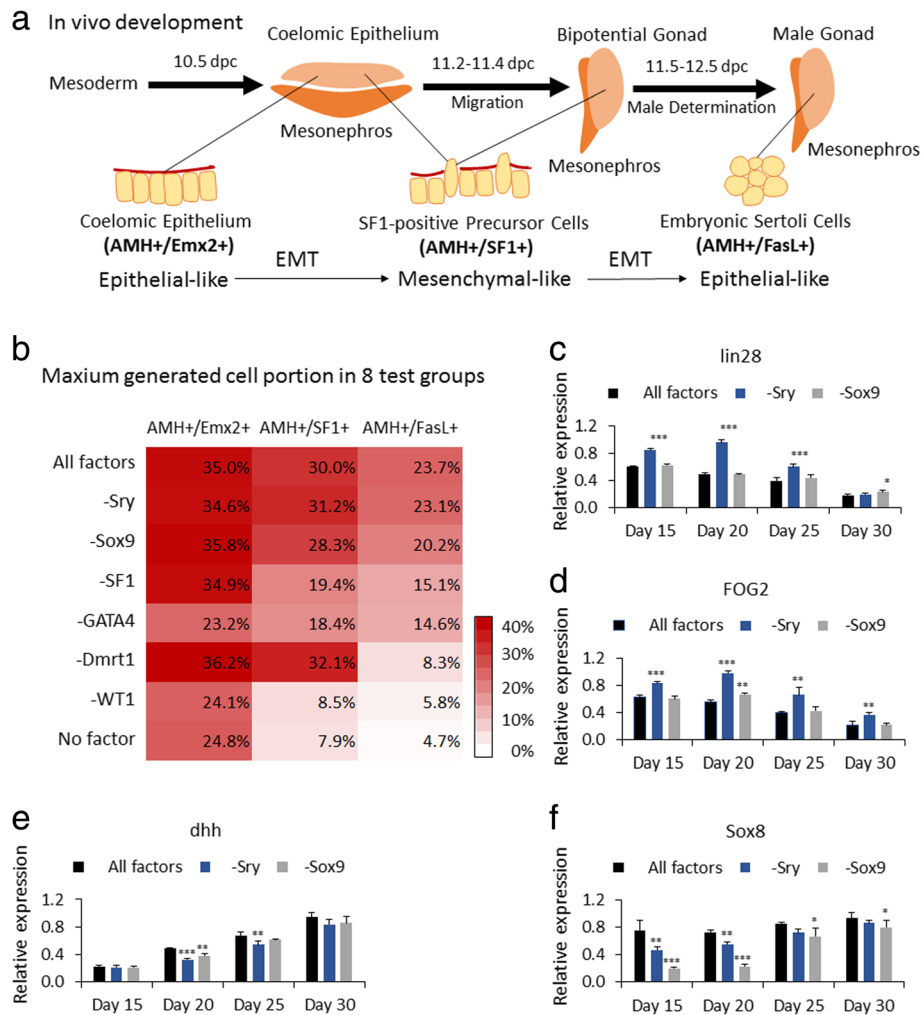 a In vivo development
Coelomic Epithelium
Bipotential Gonad
Male Gonad
Mesoderm
10.5 dpc
11.2-11.4 dpc
Migration
11.5-12.5 dpc
Male Determination
Mesonephros
Mesonephros
Mesonephros
Coelomic Epithelium
(AMH+/Emx2+)
SF1-positive Precursor Cells
(AMH+/SF1+)
Embryonic Sertoli Cells
(AMH+/FasL+)
Epithelial-like
EMT
Mesenchymal-like
EMT
Epithelial-like
b
Maxium generated cell portion in 8 test groups
AMH+/Emx2+ AMH+/SF1+ AMH+/FasL+
All factors 35.0% 30.0% 23.7%
-Sry 34.6% 31.2% 23.1%
-Sox9 35.8% 28.3% 20.2%
-SF1 34.9% 19.4% 15.1%
-GATA4 23.2% 18.4% 14.6%
-Dmrt1 36.2% 32.1% 8.3%
-WT1 24.1% 8.5% 5.8%
No factor 24.8% 7.9% 4.7%
40%
30%
20%
10%
0%
c
lin28
All factors -Sry -Sox9
Relative expression
1.2
0.8
0.4
0.0
*** *** *** *
Day 15 Day 20 Day 25 Day 30
d
FOG2
All factors -Sry -Sox9
Relative expression
1.2
0.8
0.4
0.0
*** *** ** ** **
Day 15 Day 20 Day 25 Day 30
e
dhh
All factors -Sry -Sox9
Relative expression
1.2
0.8
0.4
0.0
*** ** **
Day 15 Day 20 Day 25 Day 30
f
Sox8
All factors -Sry -Sox9
Relative expression
1.2
0.8
0.4
0.0
** *** ** *** * *
Day 15 Day 20 Day 25 Day 30